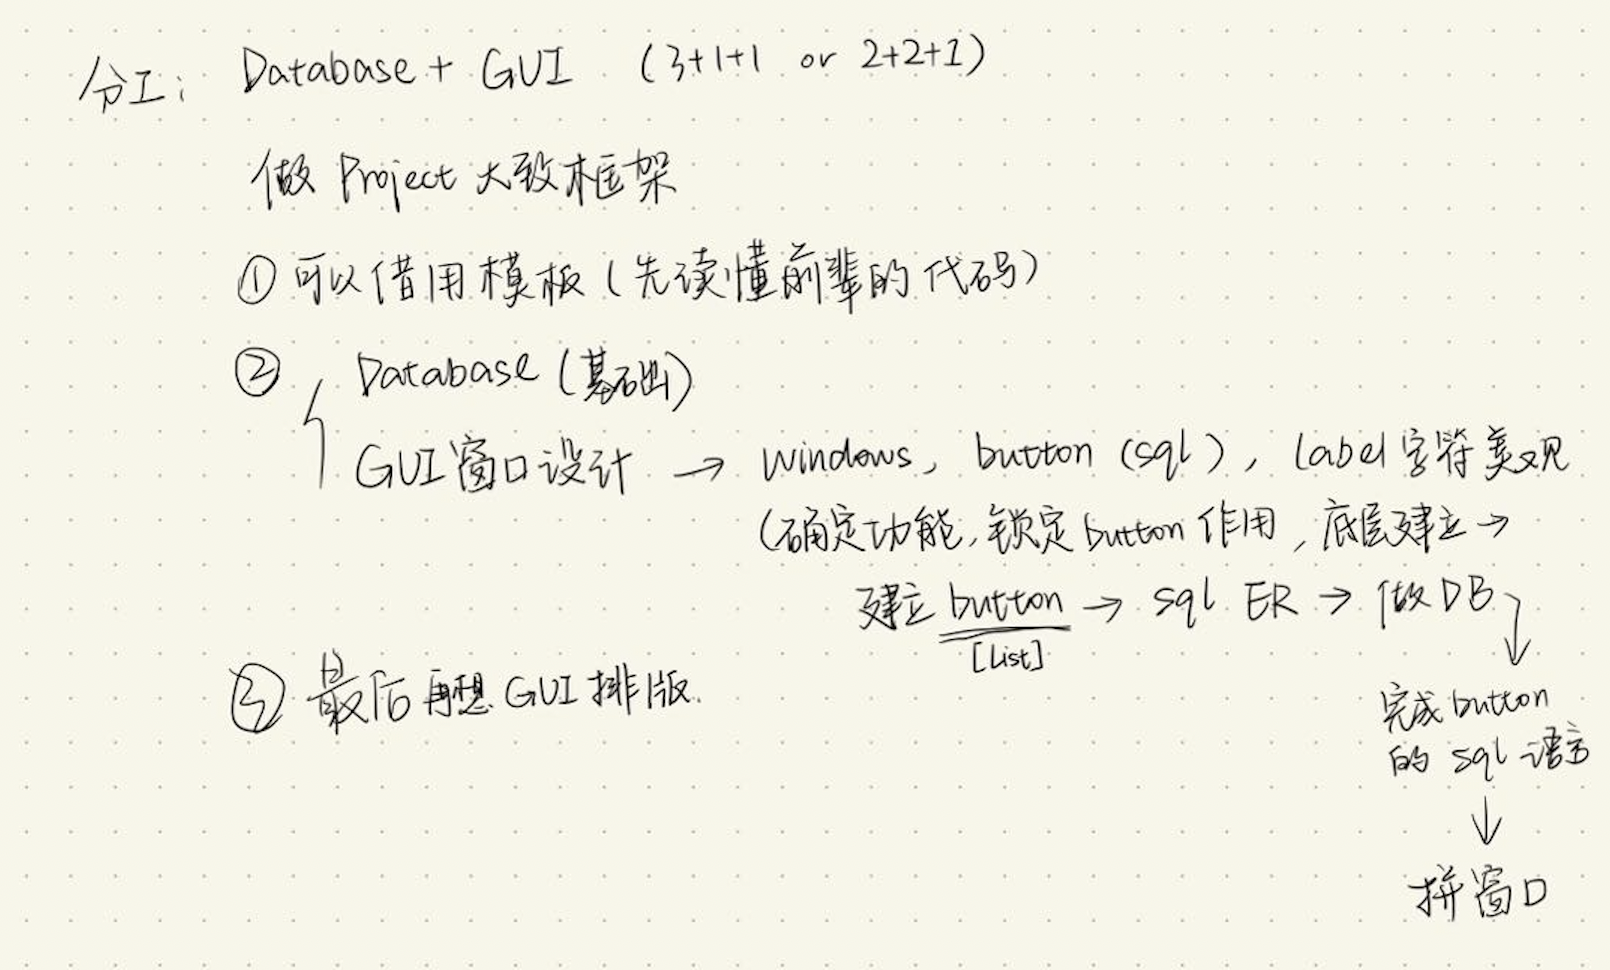 分工: Database + GUI (3+1+1 or 2+2+1)
做 Project 大致框架
① 可以借用模板(先读懂前辈的代码)
② Database (基础)
GUI窗口设计 → windows, button (sql), label 字符美观
(确定功能,锁定 button 作用,底层建立→
建立 button → sql ER → 做DB
[List]
③ 最后再想 GUI 排版.
完成 button
的 sql 语言
↓
拼窗口